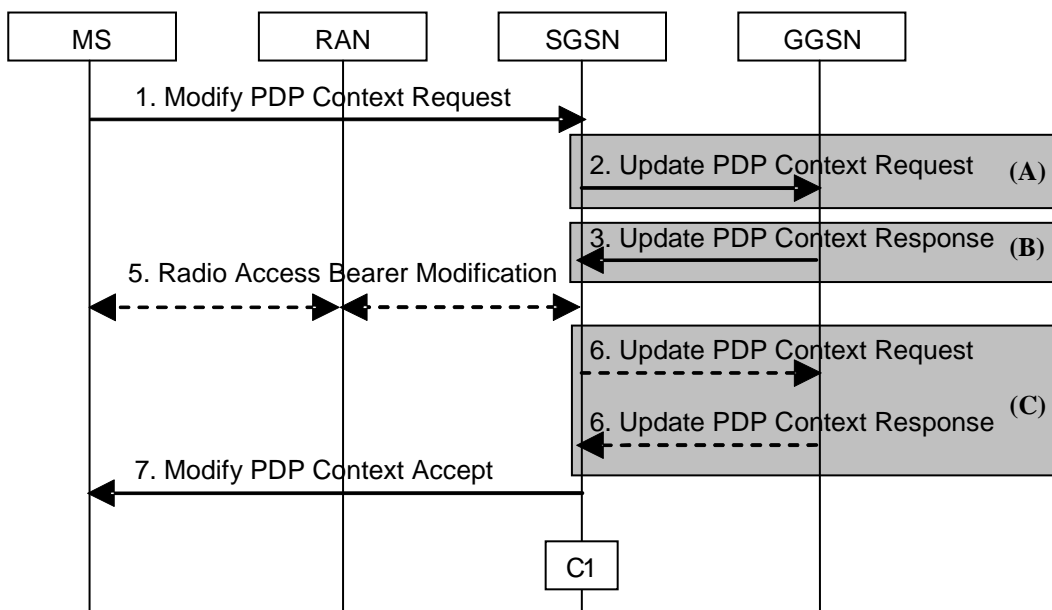 MS RAN SGSN GGSN
1. Modify PDP Context Request
2. Update PDP Context Request (A)
3. Update PDP Context Response (B)
5. Radio Access Bearer Modification
6. Update PDP Context Request
(C)
6. Update PDP Context Response
7. Modify PDP Context Accept
C1